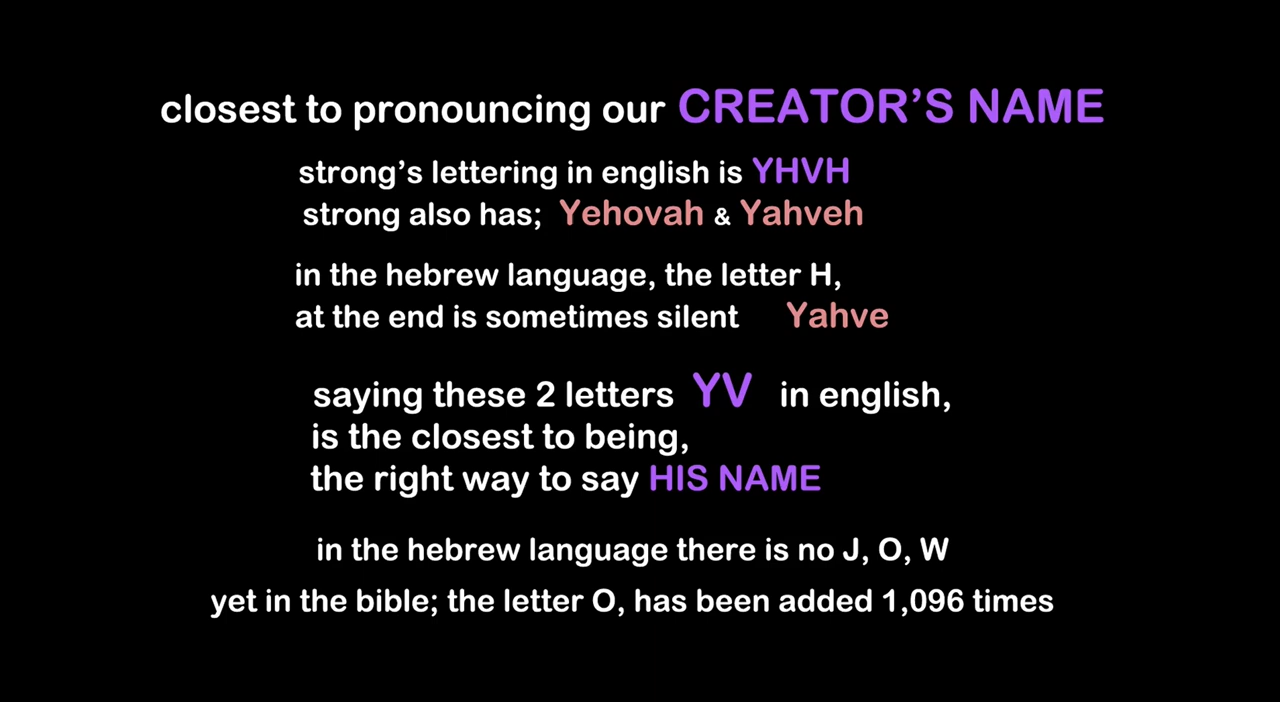 closest to pronouncing our CREATOR’S NAME
strong’s lettering in english is YHVH
strong also has; Yehovah & Yahveh
in the hebrew language, the letter H,
at the end is sometimes silent Yahve
saying these 2 letters YV in english,
is the closest to being,
the right way to say HIS NAME
in the hebrew language there is no J, O, W
yet in the bible; the letter O, has been added 1,096 times